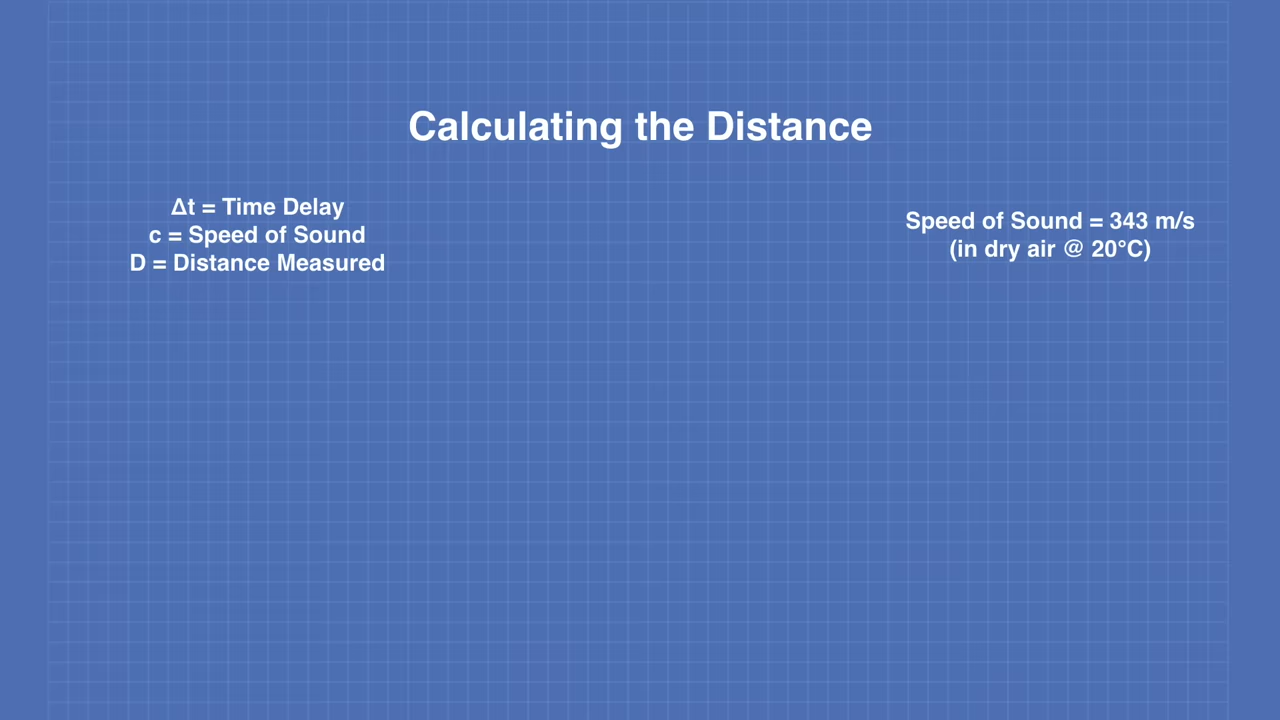 Calculating the Distance
Δt = Time Delay
c = Speed of Sound
D = Distance Measured
Speed of Sound = 343 m/s
(in dry air @ 20°C)